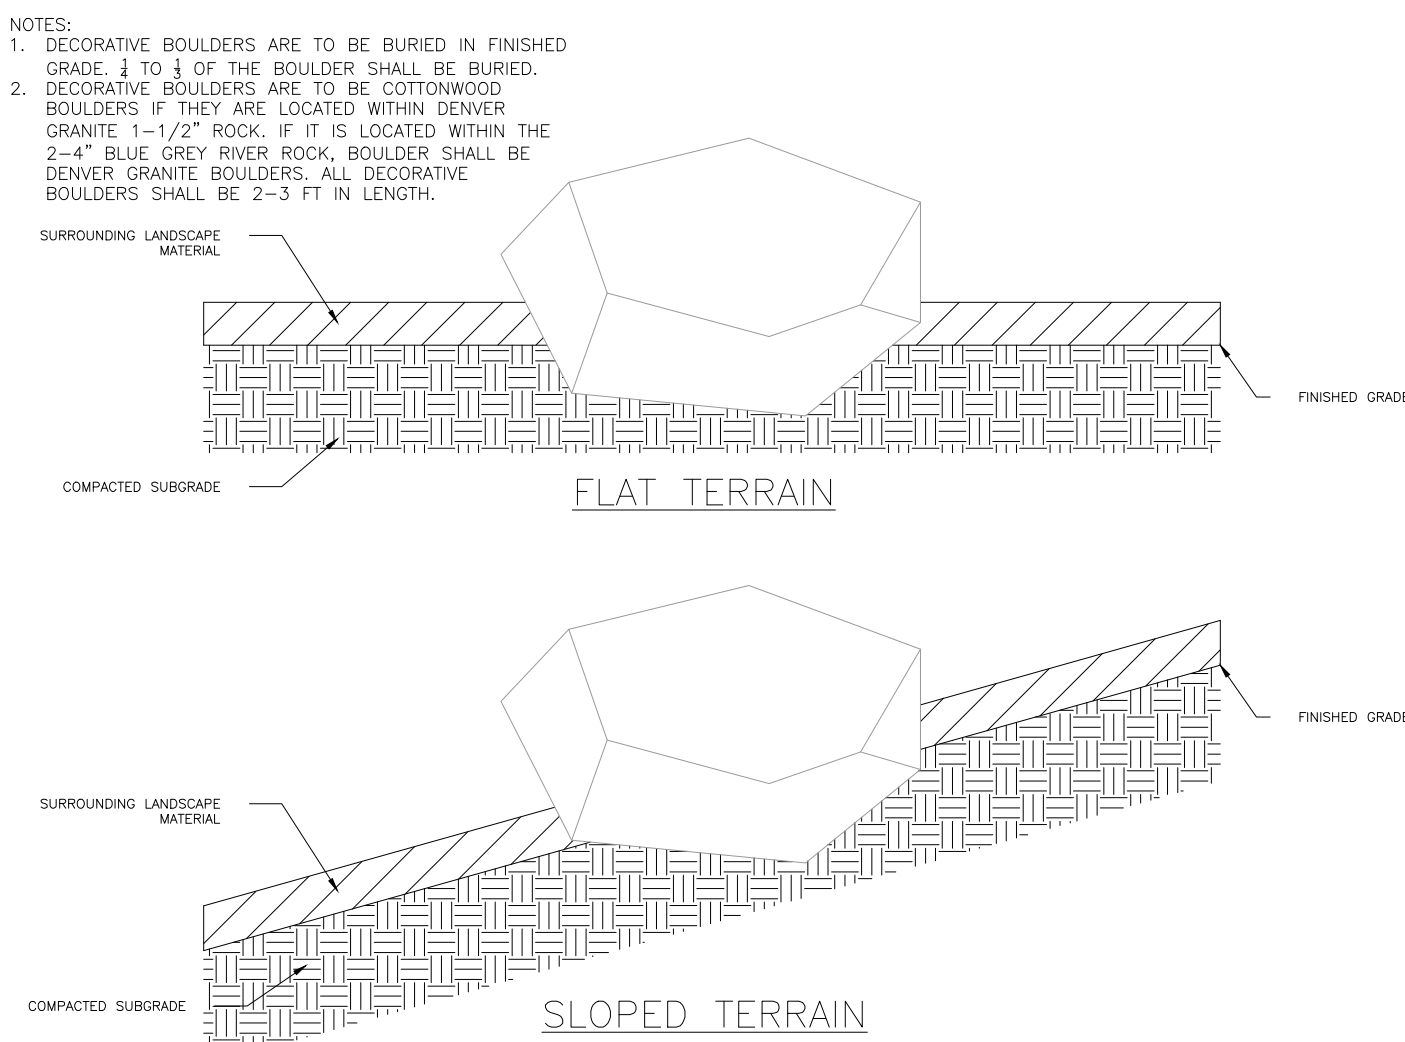 NOTES:
1. DECORATIVE BOULDERS ARE TO BE BURIED IN FINISHED
GRADE. 1/4 TO 1/3 OF THE BOULDER SHALL BE BURIED.
2. DECORATIVE BOULDERS ARE TO BE COTTONWOOD
BOULDERS IF THEY ARE LOCATED WITHIN DENVER
GRANITE 1-1/2" ROCK. IF IT IS LOCATED WITHIN THE
2-4" BLUE GREY RIVER ROCK, BOULDER SHALL BE
DENVER GRANITE BOULDERS. ALL DECORATIVE
BOULDERS SHALL BE 2-3 FT IN LENGTH.
SURROUNDING LANDSCAPE
MATERIAL
FINISHED GRADE
COMPACTED SUBGRADE
FLAT TERRAIN
FINISHED GRADE
SURROUNDING LANDSCAPE
MATERIAL
COMPACTED SUBGRADE
SLOPED TERRAIN